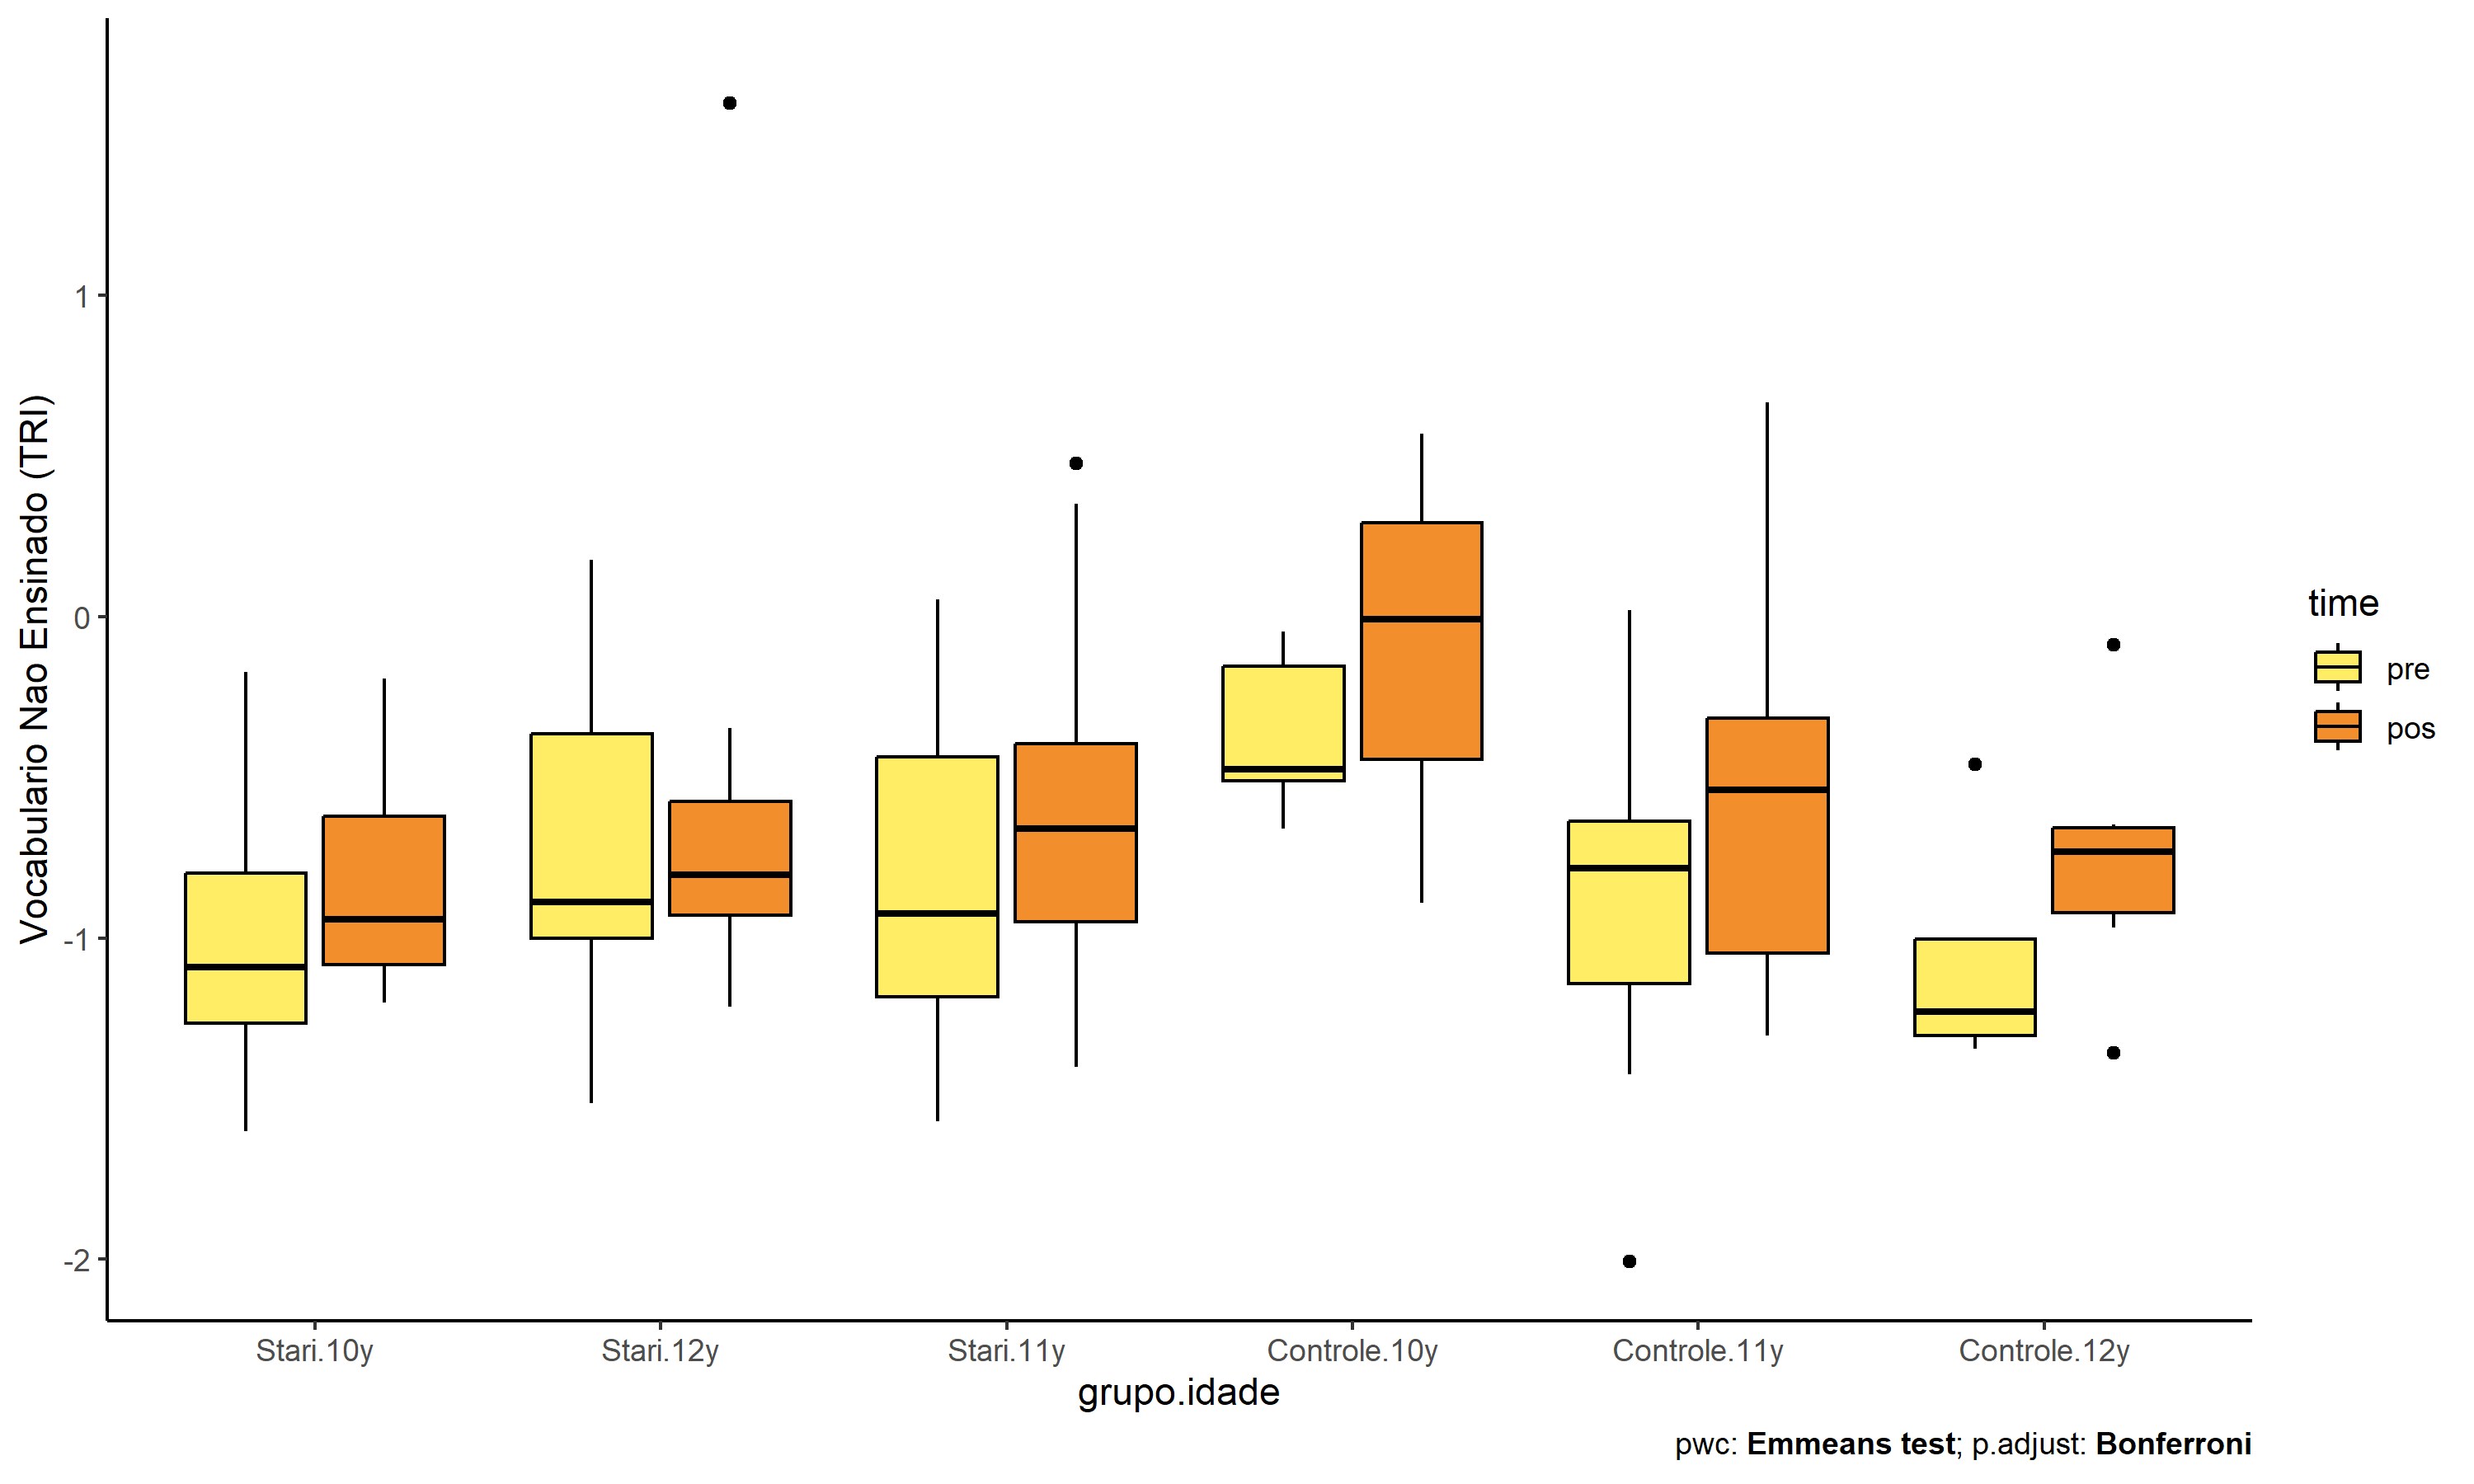 Vocabulario Nao Ensinado (TRI)
1
0
-1
-2
Stari.10y
Stari.12y
Stari.11y
Controle.10y
Controle.11y
Controle.12y
grupo.idade
time
pre
pos
pwc: Emmeans test; p.adjust: Bonferroni